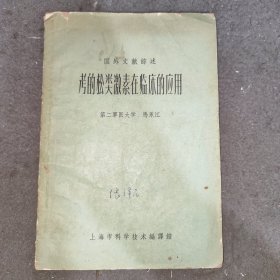 国外文献综述
考的松类激素在临床的应用
第二军医大学
上海市科学技术编译馆